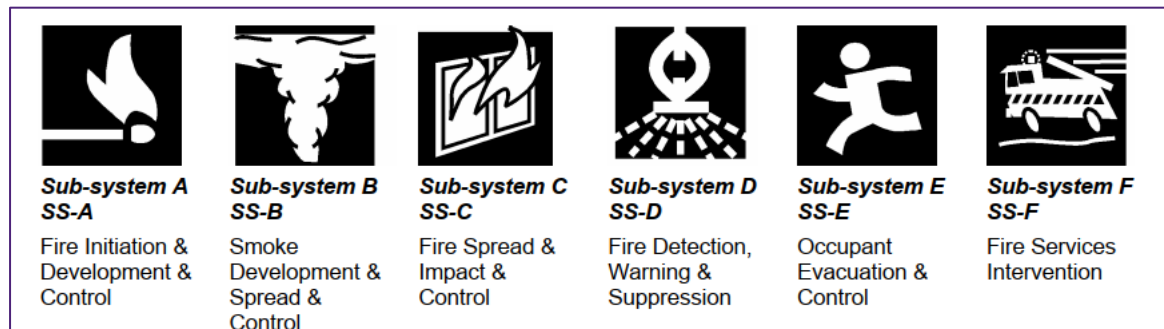 Sub-system A
SS-A
Fire Initiation &
Development &
Control
Sub-system B
SS-B
Smoke
Development &
Spread &
Control
Sub-system C
SS-C
Fire Spread &
Impact &
Control
Sub-system D
SS-D
Fire Detection,
Warning &
Suppression
Sub-system E
SS-E
Occupant
Evacuation &
Control
Sub-system F
SS-F
Fire Services
Intervention